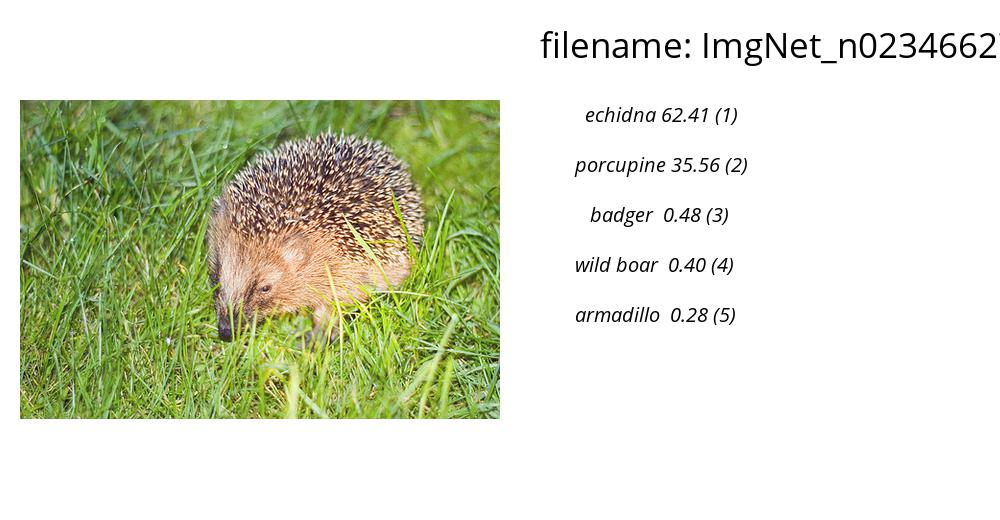 filename: ImgNet_n0234662
echidna 62.41 (1)
porcupine 35.56 (2)
badger 0.48 (3)
wild boar 0.40 (4)
armadillo 0.28 (5)